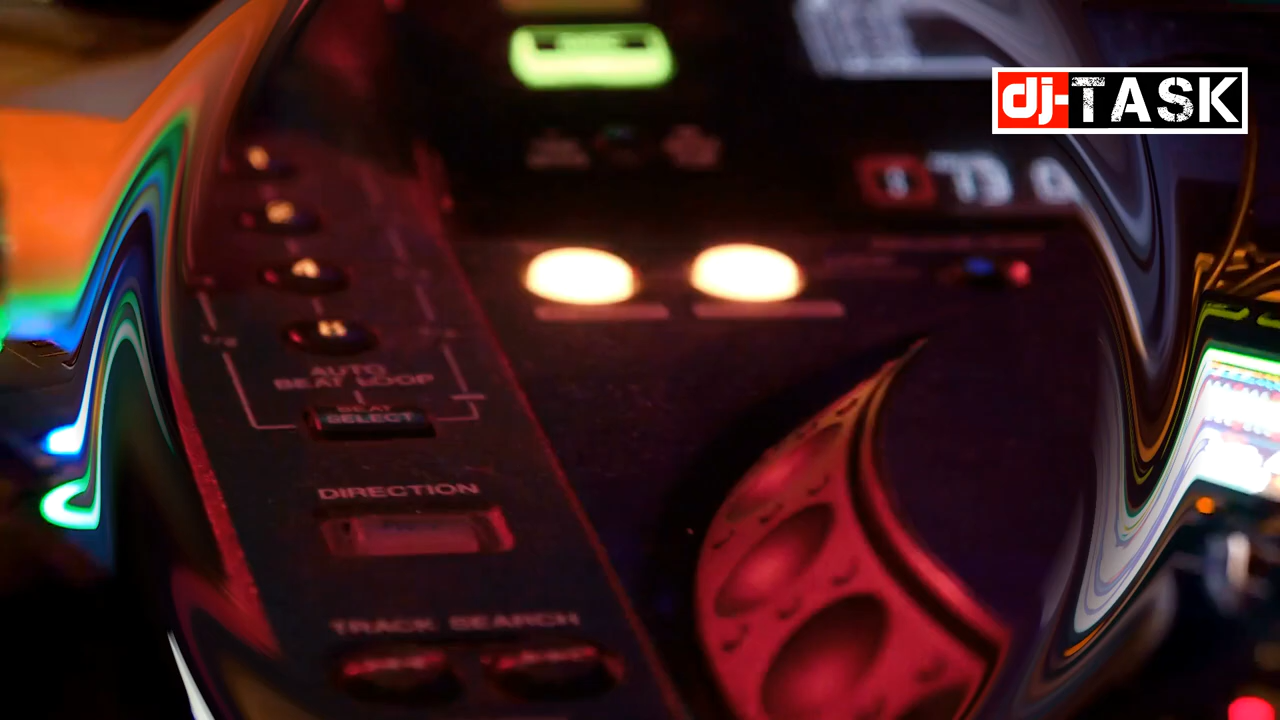 dj-TASK
AUTO
BEAT LOOP
BEAT
SELECT
DIRECTION
TRACK SEARCH